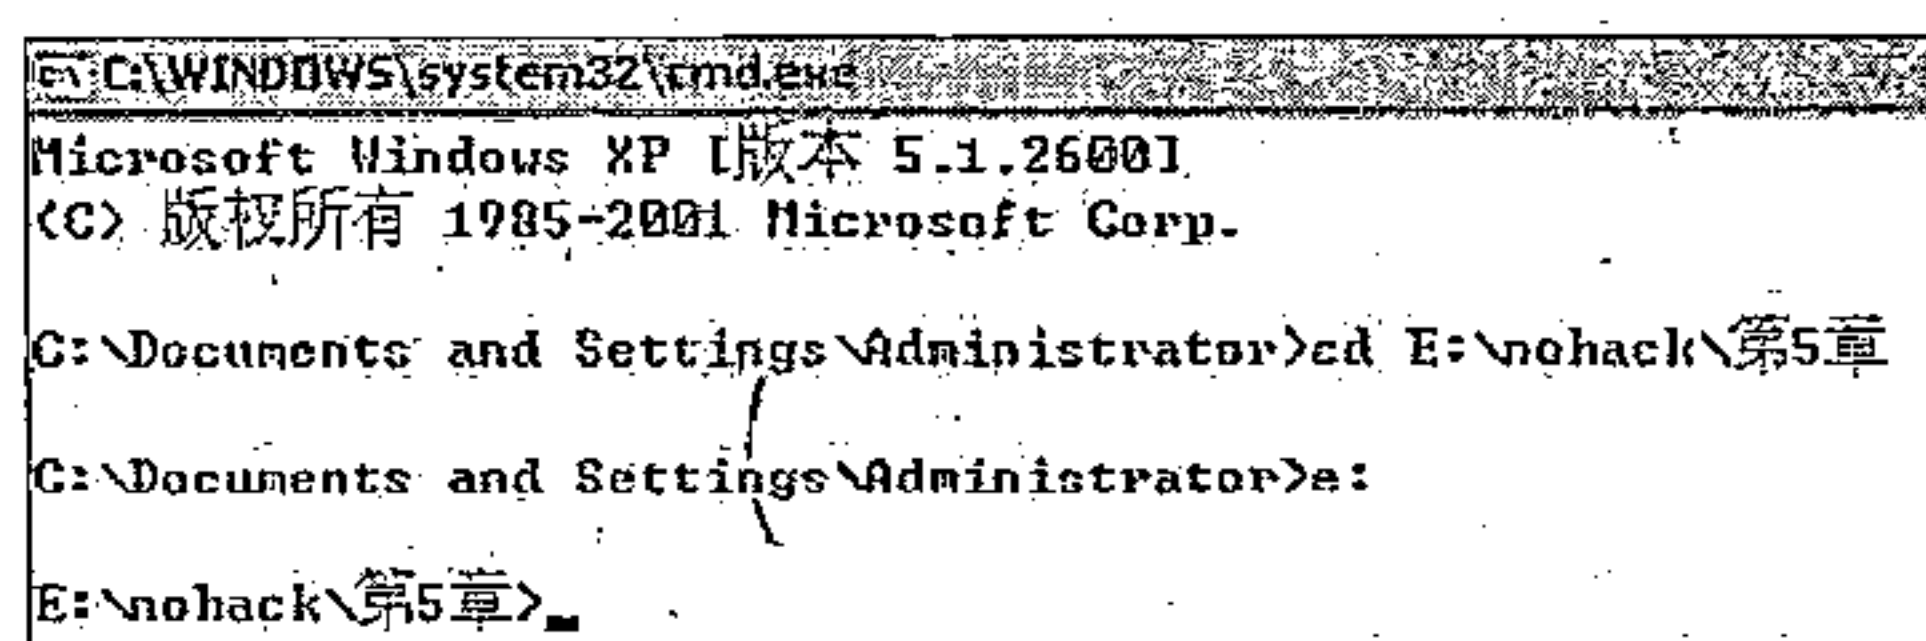 C:\WINDOWS\system32\cmd.exe
Microsoft Windows XP [版本 5.1.2600]
(C) 版权所有 1985-2001 Microsoft Corp.
C:\Documents and Settings\Administrator>cd E:\nohack\第5章
C:\Documents and Settings\Administrator>e:
E:\nohack\第5章>_